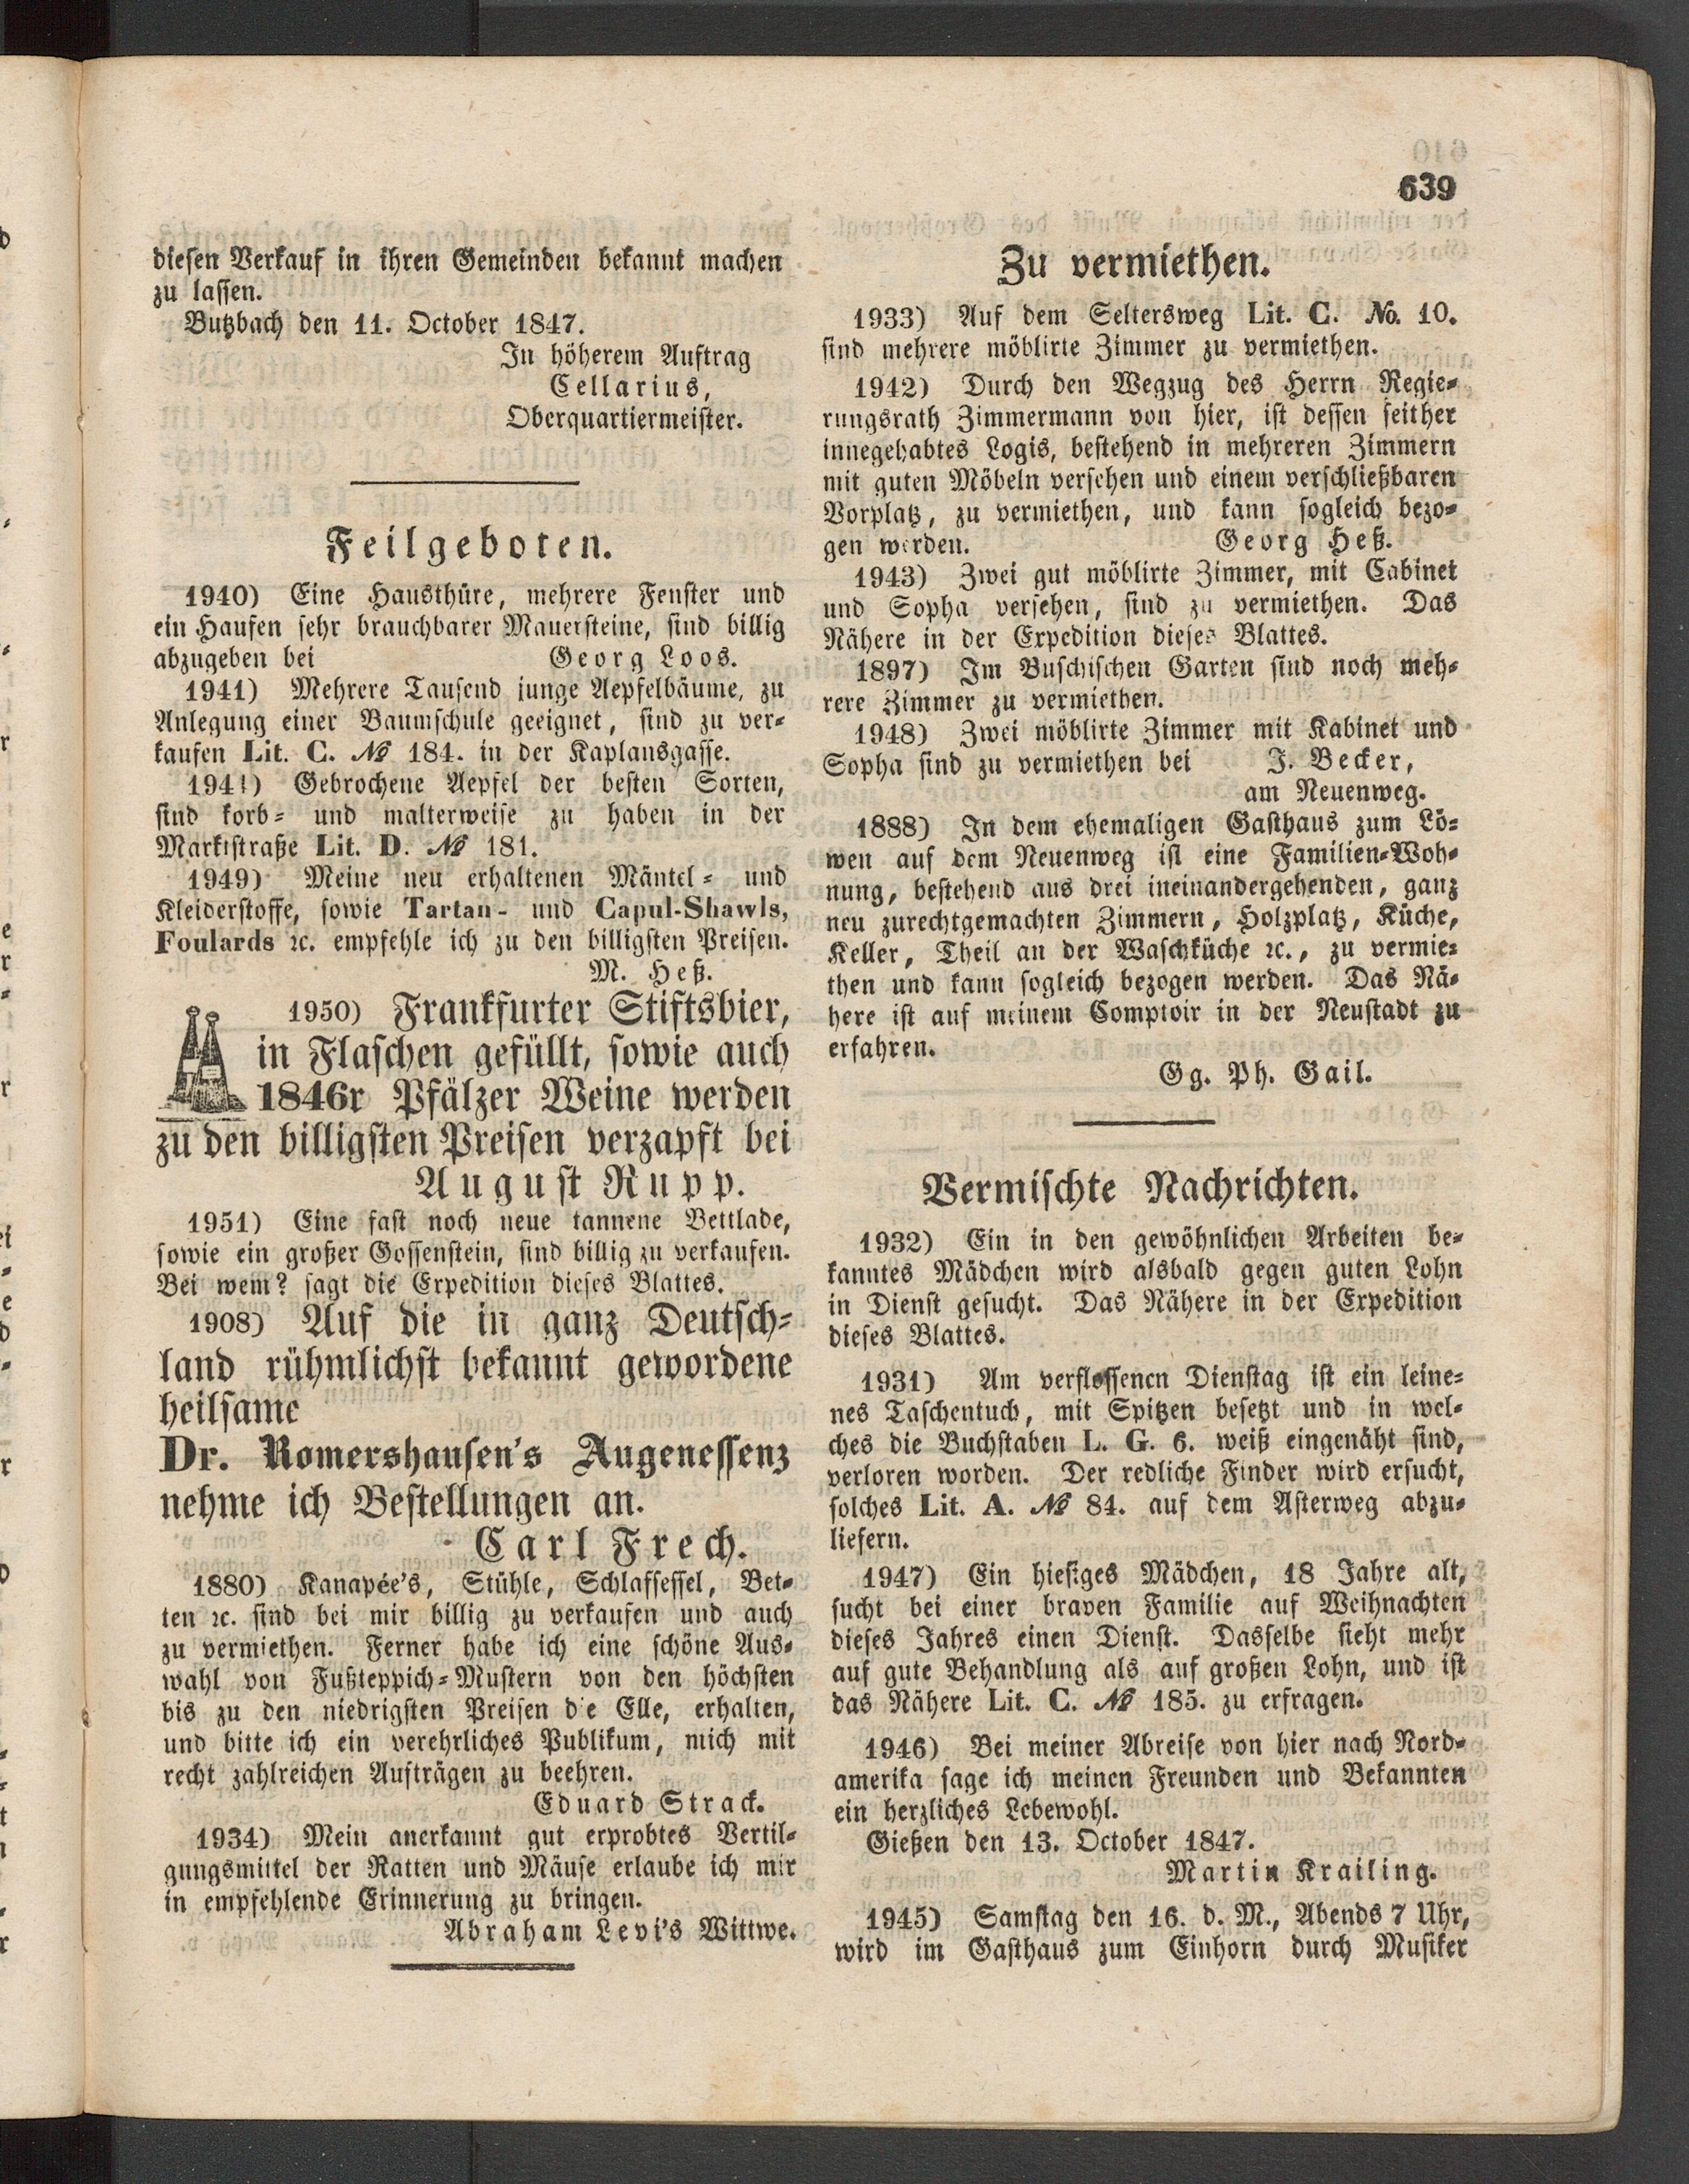 639
diesen Verkauf in ihren Gemeinden bekannt machen
zu lassen.
Butzbach den 11. October 1847.
In höherem Auftrag
Cellarius,
Oberquartiermeister.
Feilgeboten.
1940) Eine Hausthüre, mehrere Fenster und
ein Haufen sehr brauchbarer Mauersteine, sind billig
abzugeben bei Georg Loos.
1941) Mehrere Tausend junge Aepfelbäume, zu
Anlegung einer Baumschule geeignet, sind zu ver-
kaufen Lit. C. № 184. in der Kaplansgasse.
1944) Gebrochene Aepfel der besten Sorten,
sind korb- und malterweise zu haben in der
Marktstraße Lit. D. № 181.
1949) Meine neu erhaltenen Mäntel- und
Kleiderstoffe, sowie Tartan- und Capul-Shawls,
Foulards ꝛc. empfehle ich zu den billigsten Preisen.
M. Heß.
1950) Frankfurter Stiftsbier,
in Flaschen gefüllt, sowie auch
1846r Pfälzer Weine werden
zu den billigsten Preisen verzapft bei
August Rupp.
1951) Eine fast noch neue tannene Bettlade,
sowie ein großer Gossenstein, sind billig zu verkaufen.
Bei wem? sagt die Expedition dieses Blattes.
1908) Auf die in ganz Deutsch-
land rühmlichst bekannt gewordene
heilsame
Dr. Romershausen's Augenessenz
nehme ich Bestellungen an.
Carl Frech.
1880) Kanapée's, Stühle, Schlafsessel, Bet-
ten ꝛc. sind bei mir billig zu verkaufen und auch
zu vermiethen. Ferner habe ich eine schöne Aus-
wahl von Fußteppich-Mustern von den höchsten
bis zu den niedrigsten Preisen die Elle, erhalten,
und bitte ich ein verehrliches Publikum, mich mit
recht zahlreichen Aufträgen zu beehren.
Eduard Strack.
1934) Mein anerkannt gut erprobtes Vertil-
gungsmittel der Ratten und Mäuse erlaube ich mir
in empfehlende Erinnerung zu bringen.
Abraham Levi's Wittwe.
Zu vermiethen.
1933) Auf dem Seltersweg Lit. C. No. 10.
sind mehrere möblirte Zimmer zu vermiethen.
1942) Durch den Wegzug des Herrn Regie-
rungsrath Zimmermann von hier, ist dessen seither
innegehabtes Logis, bestehend in mehreren Zimmern
mit guten Möbeln versehen und einem verschließbaren
Vorplatz, zu vermiethen, und kann sogleich bezo-
gen werden. Georg Heß.
1943) Zwei gut möblirte Zimmer, mit Cabinet
und Sopha versehen, sind zu vermiethen. Das
Nähere in der Expedition dieses Blattes.
1897) Im Buschischen Garten sind noch meh-
rere Zimmer zu vermiethen.
1948) Zwei möblirte Zimmer mit Kabinet und
Sopha sind zu vermiethen bei J. Becker,
am Neuenweg.
1888) In dem ehemaligen Gasthaus zum Lö-
wen auf dem Neuenweg ist eine Familien-Woh-
nung, bestehend aus drei ineinandergehenden, ganz
neu zurechtgemachten Zimmern, Holzplatz, Küche,
Keller, Theil an der Waschküche ꝛc., zu vermie-
then und kann sogleich bezogen werden. Das Nä-
here ist auf meinem Comptoir in der Neustadt zu
erfahren.
Gg. Ph. Gail.
Vermischte Nachrichten.
1932) Ein in den gewöhnlichen Arbeiten be-
kanntes Mädchen wird alsbald gegen guten Lohn
in Dienst gesucht. Das Nähere in der Expedition
dieses Blattes.
1931) Am verflossenen Dienstag ist ein leine-
nes Taschentuch, mit Spitzen besetzt und in wel-
ches die Buchstaben L. G. 6. weiß eingenäht sind,
verloren worden. Der redliche Finder wird ersucht,
solches Lit. A. № 84. auf dem Asterweg abzu-
liefern.
1947) Ein hiesiges Mädchen, 18 Jahre alt,
sucht bei einer braven Familie auf Weihnachten
dieses Jahres einen Dienst. Dasselbe sieht mehr
auf gute Behandlung als auf großen Lohn, und ist
das Nähere Lit. C. № 185. zu erfragen.
1946) Bei meiner Abreise von hier nach Nord-
amerika sage ich meinen Freunden und Bekannten
ein herzliches Lebewohl.
Gießen den 13. October 1847.
Martin Krailing.
1945) Samstag den 16. d. M., Abends 7 Uhr,
wird im Gasthaus zum Einhorn durch Musiker